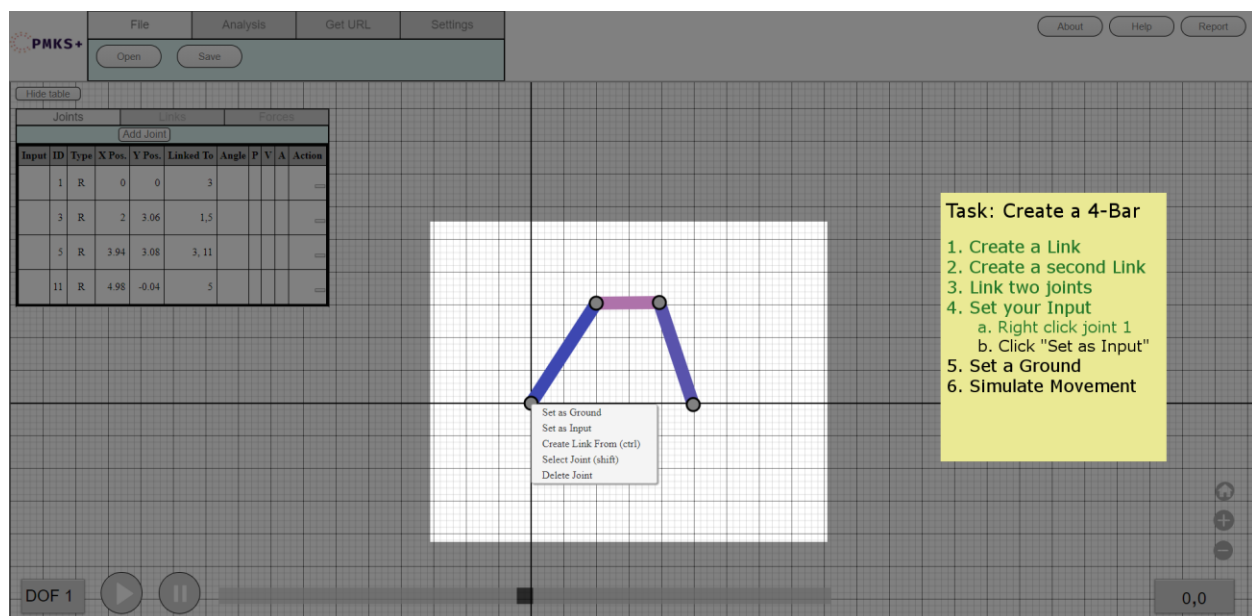 PMKS+
File Analysis Get URL Settings
Open Save
About Help Report
Hide table
Joints Links Forces
Add Joint
Input ID Type X Pos. Y Pos. Linked To Angle P V A Action
1 R 0 0 3
3 R 2 3.06 1,5
5 R 3.94 3.08 3, 11
11 R 4.98 -0.04 5
Set as Ground
Set as Input
Create Link From (ctrl)
Select Joint (shift)
Delete Joint
Task: Create a 4-Bar
1. Create a Link
2. Create a second Link
3. Link two joints
4. Set your Input
a. Right click joint 1
b. Click "Set as Input"
5. Set a Ground
6. Simulate Movement
DOF 1
0,0